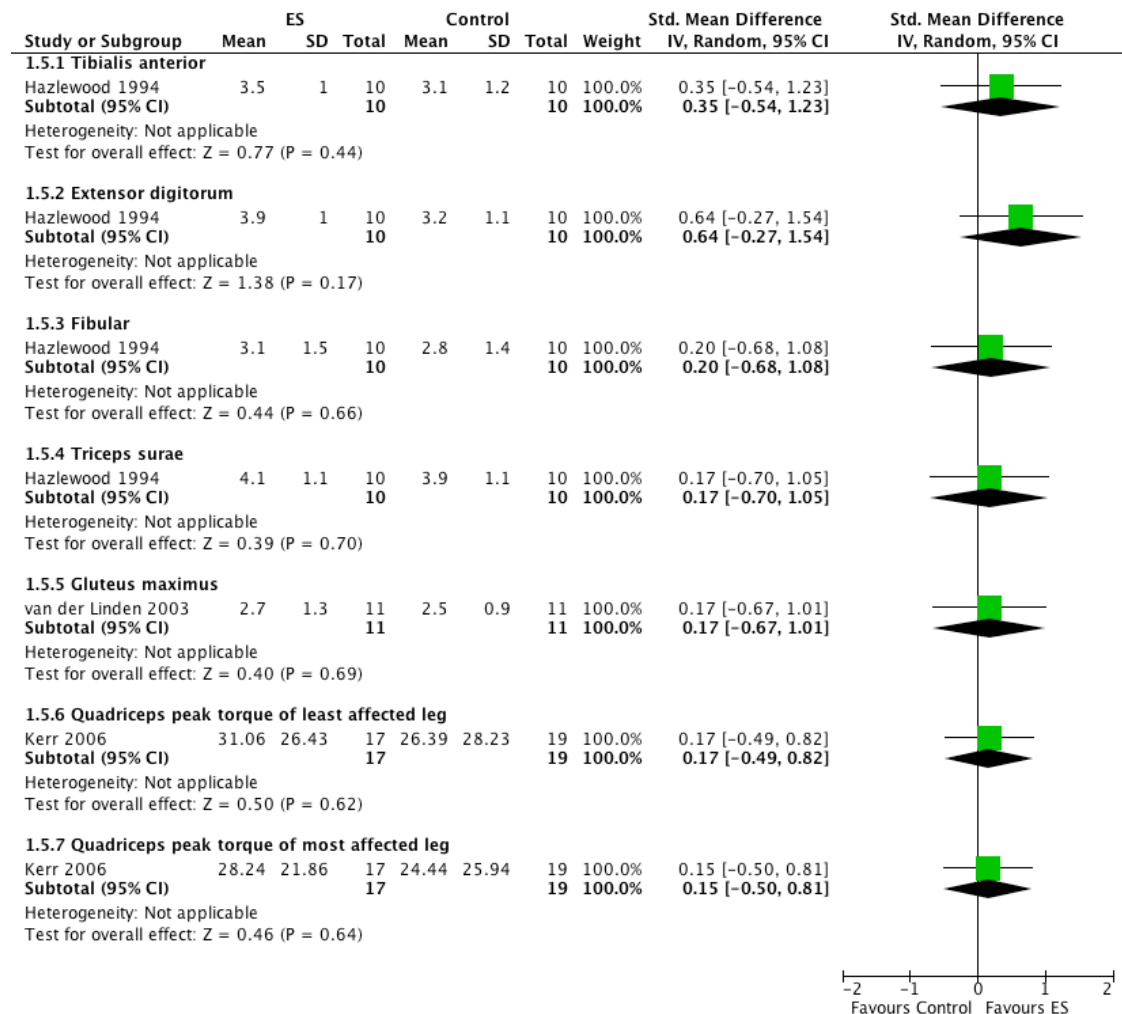 ES Control Std. Mean Difference Std. Mean Difference
Study or Subgroup Mean SD Total Mean SD Total Weight IV, Random, 95% CI IV, Random, 95% CI
1.5.1 Tibialis anterior
Hazlewood 1994 3.5 1 10 3.1 1.2 10 100.0% 0.35 [-0.54, 1.23]
Subtotal (95% CI) 10 10 100.0% 0.35 [-0.54, 1.23]
Heterogeneity: Not applicable
Test for overall effect: Z = 0.77 (P = 0.44)
1.5.2 Extensor digitorum
Hazlewood 1994 3.9 1 10 3.2 1.1 10 100.0% 0.64 [-0.27, 1.54]
Subtotal (95% CI) 10 10 100.0% 0.64 [-0.27, 1.54]
Heterogeneity: Not applicable
Test for overall effect: Z = 1.38 (P = 0.17)
1.5.3 Fibular
Hazlewood 1994 3.1 1.5 10 2.8 1.4 10 100.0% 0.20 [-0.68, 1.08]
Subtotal (95% CI) 10 10 100.0% 0.20 [-0.68, 1.08]
Heterogeneity: Not applicable
Test for overall effect: Z = 0.44 (P = 0.66)
1.5.4 Triceps surae
Hazlewood 1994 4.1 1.1 10 3.9 1.1 10 100.0% 0.17 [-0.70, 1.05]
Subtotal (95% CI) 10 10 100.0% 0.17 [-0.70, 1.05]
Heterogeneity: Not applicable
Test for overall effect: Z = 0.39 (P = 0.70)
1.5.5 Gluteus maximus
van der Linden 2003 2.7 1.3 11 2.5 0.9 11 100.0% 0.17 [-0.67, 1.01]
Subtotal (95% CI) 11 11 100.0% 0.17 [-0.67, 1.01]
Heterogeneity: Not applicable
Test for overall effect: Z = 0.40 (P = 0.69)
1.5.6 Quadriceps peak torque of least affected leg
Kerr 2006 31.06 26.43 17 26.39 28.23 19 100.0% 0.17 [-0.49, 0.82]
Subtotal (95% CI) 17 19 100.0% 0.17 [-0.49, 0.82]
Heterogeneity: Not applicable
Test for overall effect: Z = 0.50 (P = 0.62)
1.5.7 Quadriceps peak torque of most affected leg
Kerr 2006 28.24 21.86 17 24.44 25.94 19 100.0% 0.15 [-0.50, 0.81]
Subtotal (95% CI) 17 19 100.0% 0.15 [-0.50, 0.81]
Heterogeneity: Not applicable
Test for overall effect: Z = 0.46 (P = 0.64)
-2 -1 0 1 2
Favours Control Favours ES